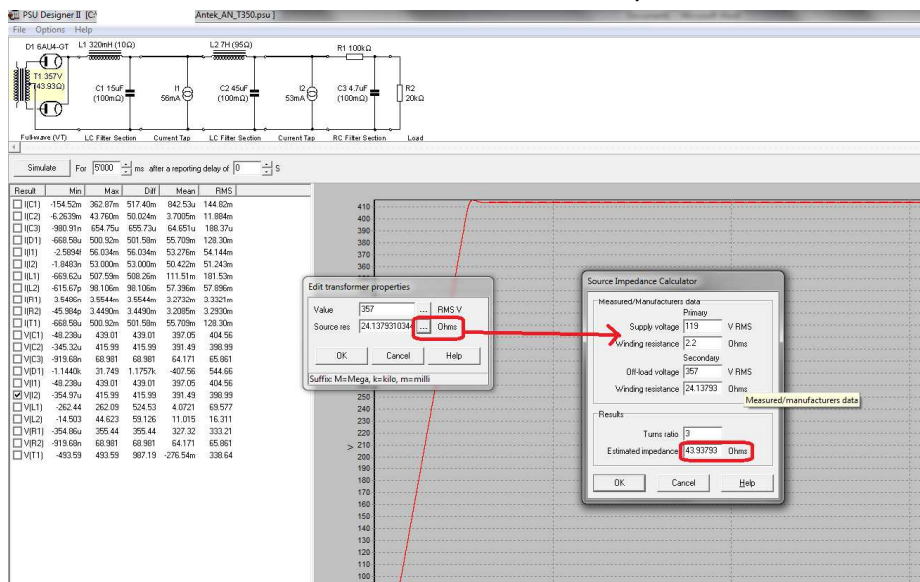 PSU Designer II [C:\ Antek_AN_T350.psu ]
File Options Help
D1 6AU4-GT L1 320mH (10Ω) L2 7H (95Ω) R1 100kΩ
T1 357V
(43.93Ω)
C1 15uF
(100mΩ)
I1
56mA
C2 45uF
(100mΩ)
I2
53mA
C3 4.7uF
(100mΩ)
R2
20kΩ
Full-wave (VT) LC Filter Section Current Tap LC Filter Section Current Tap RC Filter Section Load
Simulate For 5'000 ms after a reporting delay of 0 S
Result Min Max Diff Mean RMS
I(C1) -154.52m 362.87m 517.40m 842.53u 144.82m
I(C2) -6.2639m 43.760m 50.024m 3.7005m 11.884m
I(C3) -980.91n 654.75u 655.73u 64.651u 188.37u
I(D1) -668.58u 500.92m 501.58m 55.709m 128.30m
I(I1) -2.5894f 56.034m 56.034m 53.276m 54.144m
I(I2) -1.8483n 53.000m 53.000m 50.422m 51.243m
I(L1) -669.62u 507.59m 508.26m 111.51m 181.53m
I(L2) -615.67p 98.106m 98.106m 57.396m 57.896m
I(R1) 3.5486n 3.5544m 3.5544m 3.2732m 3.3321m
I(R2) -45.984p 3.4490m 3.4490m 3.2085m 3.2930m
I(T1) -668.58u 500.92m 501.58m 55.709m 128.30m
V(C1) -48.238u 439.01 439.01 397.05 404.56
V(C2) -345.32u 415.99 415.99 391.49 398.99
V(C3) -919.68n 68.981 68.981 64.171 65.861
V(D1) -1.1440k 31.749 1.1757k -407.56 544.66
V(I1) -48.238u 439.01 439.01 397.05 404.56
V(I2) -354.97u 415.99 415.99 391.49 398.99
V(L1) -262.44 262.09 524.53 4.0721 69.577
V(L2) -14.503 44.623 59.126 11.015 16.311
V(R1) -354.86u 355.44 355.44 327.32 333.21
V(R2) -919.68n 68.981 68.981 64.171 65.861
V(T1) -493.59 493.59 987.19 -276.54m 338.64
410
400
390
380
370
360
250
240
230
220
210
200
190
180
170
160
150
140
130
120
110
100
V
Edit transformer properties
Value 357 ... RMS V
Source res 24.1379310344 ... Ohms
OK Cancel Help
Suffix: M=Mega, k=kilo, m=milli
Source Impedance Calculator
Measured/Manufacturers data
Primary
Supply voltage 119 V RMS
Winding resistance 2.2 Ohms
Secondary
Off-load voltage 357 V RMS
Winding resistance 24.13793 Ohms
Measured/manufacturers data
Results
Turns ratio 3
Estimated impedance 43.93793 Ohms
OK Cancel Help